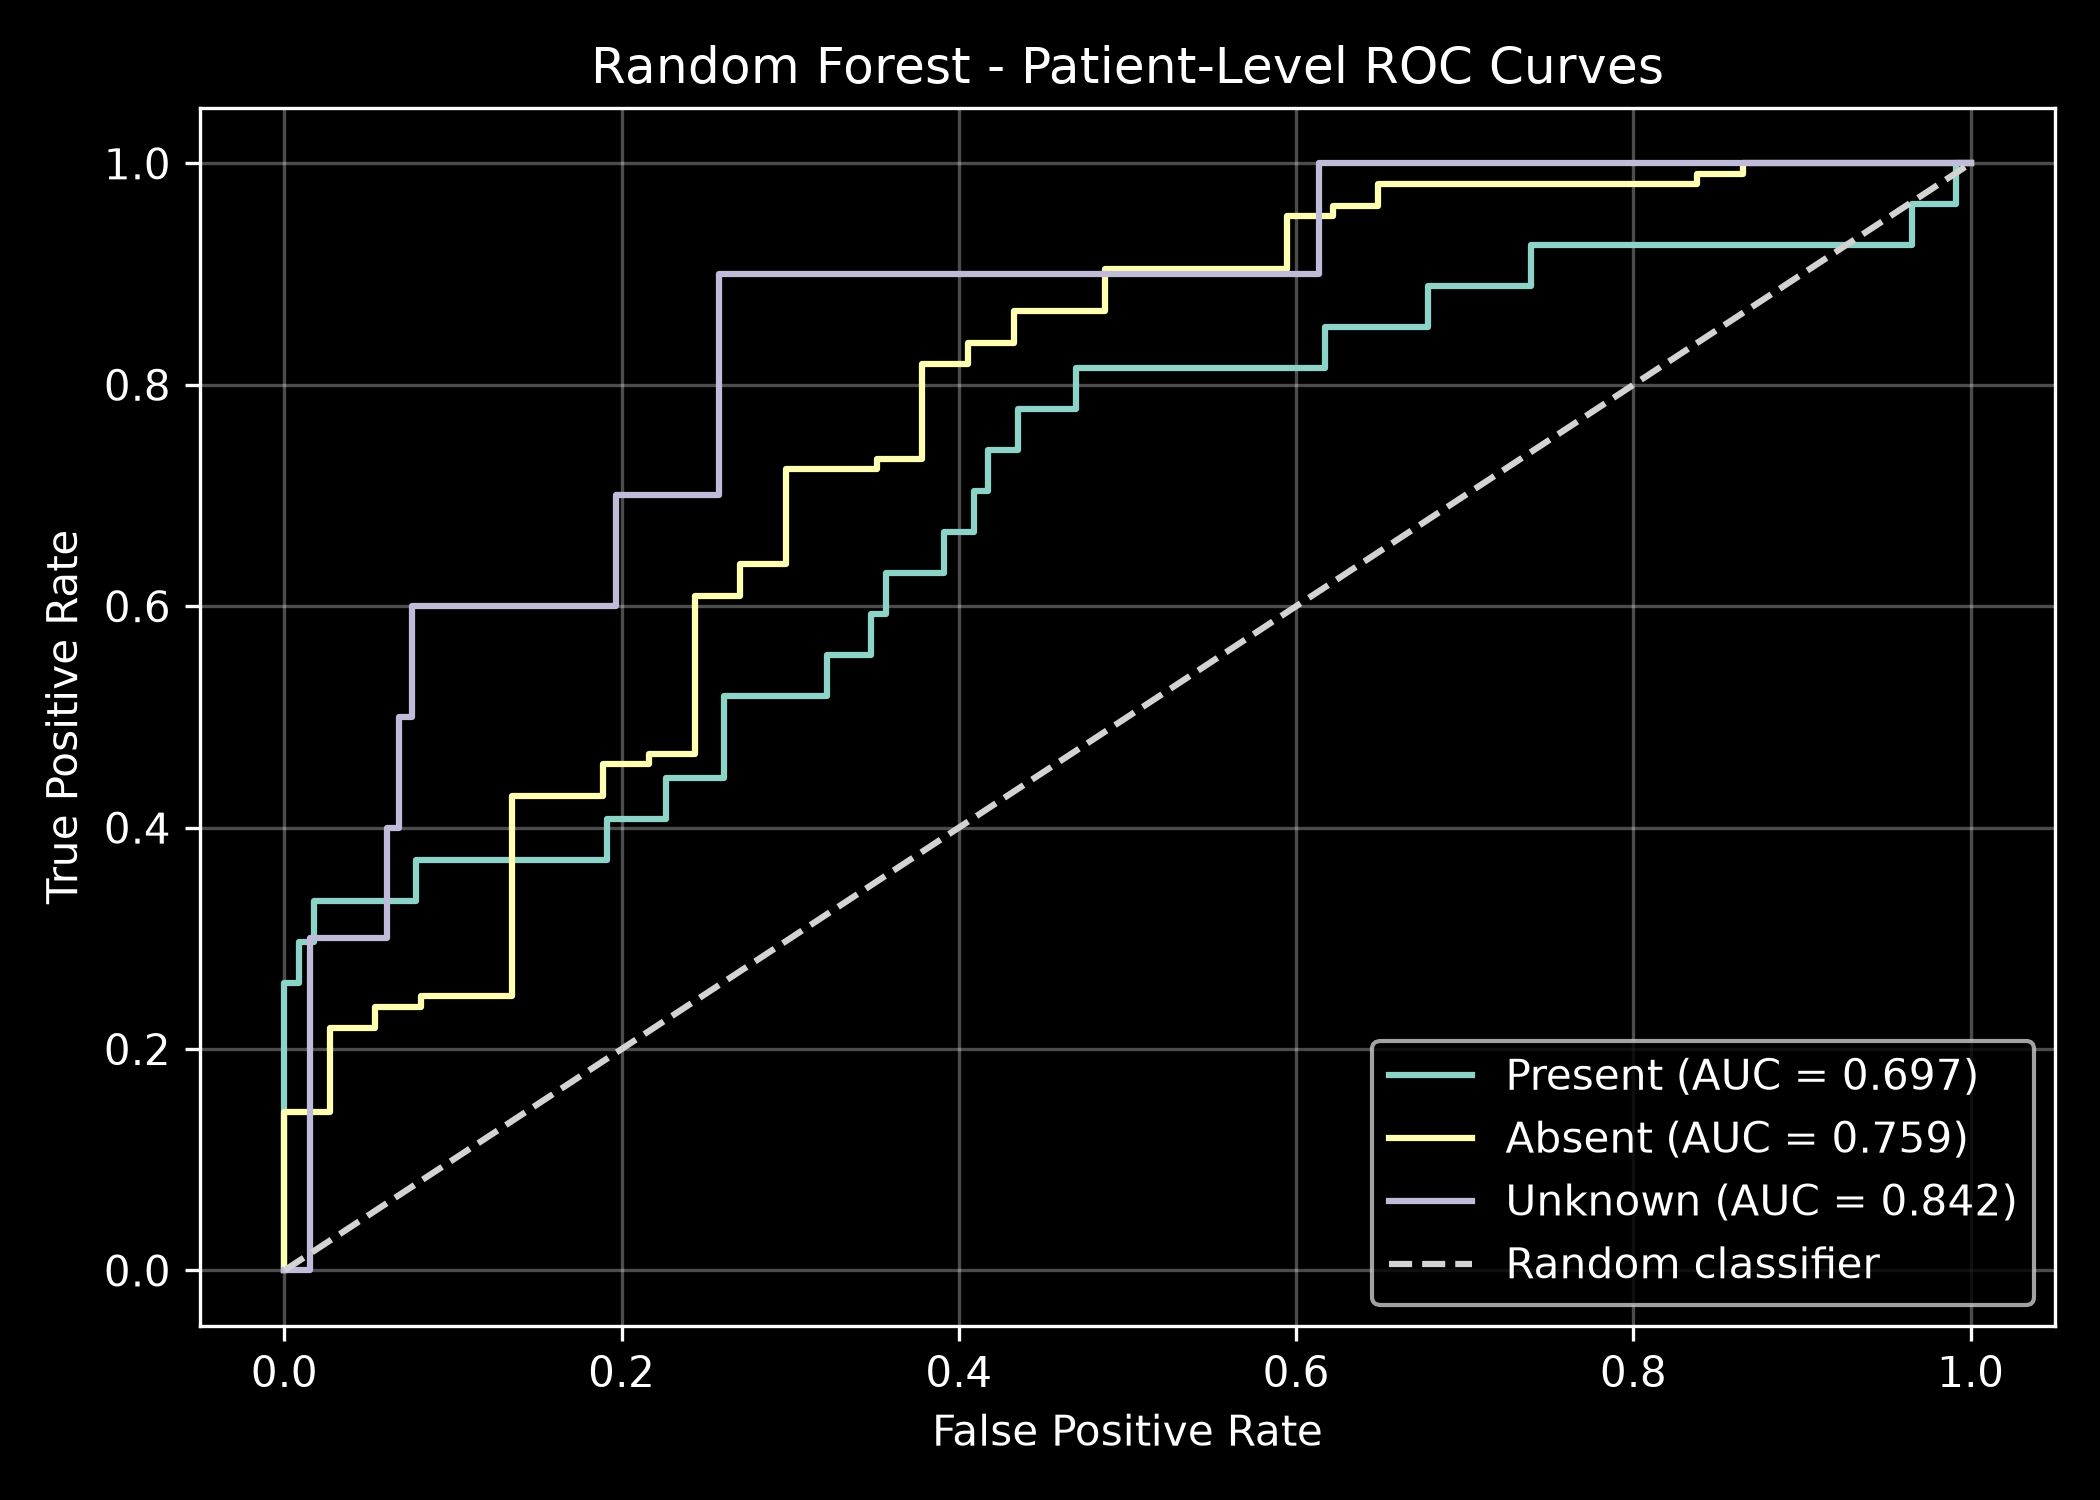 Random Forest - Patient-Level ROC Curves
1.0
0.8
0.6
0.4
0.2
0.0
True Positive Rate
Present (AUC = 0.697)
Absent (AUC = 0.759)
Unknown (AUC = 0.842)
Random classifier
0.0 0.2 0.4 0.6 0.8 1.0
False Positive Rate